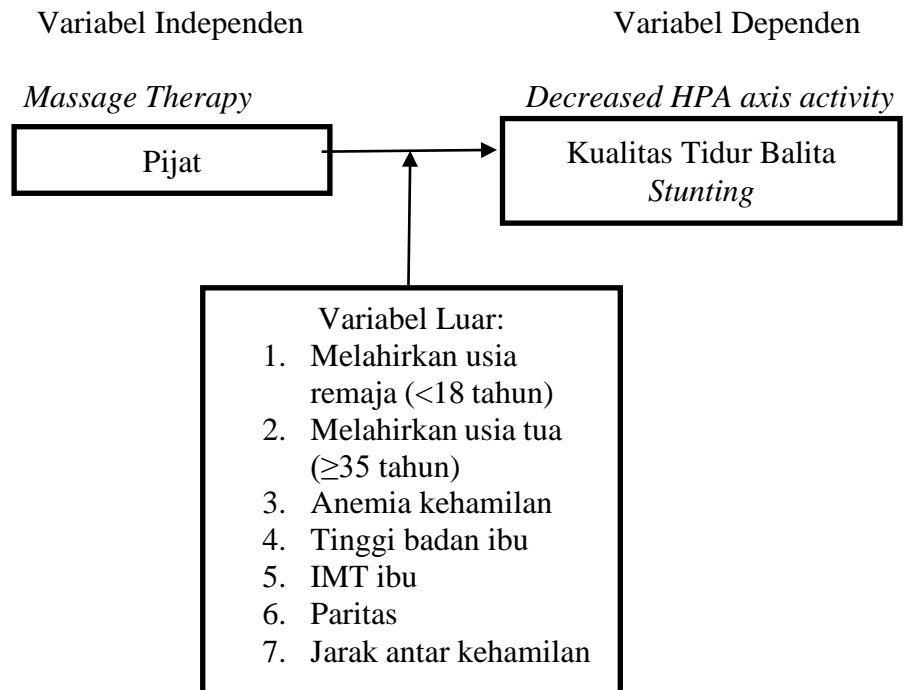 Variabel Independen
Variabel Dependen
Massage Therapy
Decreased HPA axis activity
Pijat
Kualitas Tidur Balita
Stunting
Variabel Luar:
1. Melahirkan usia
remaja (<18 tahun)
2. Melahirkan usia tua
(≥35 tahun)
3. Anemia kehamilan
4. Tinggi badan ibu
5. IMT ibu
6. Paritas
7. Jarak antar kehamilan